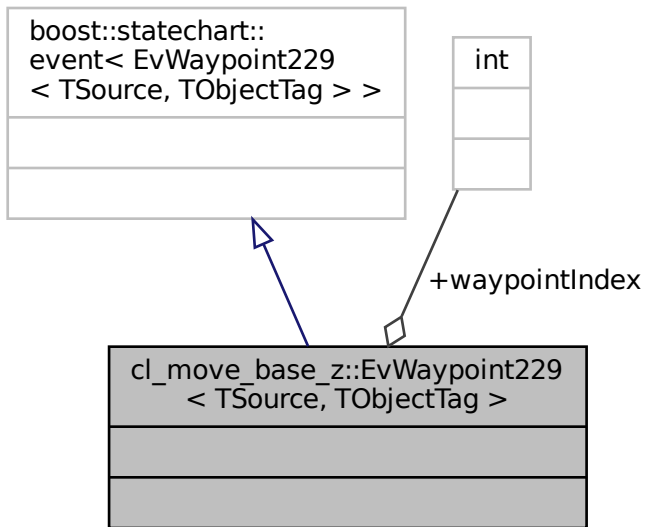 boost::statechart::
event< EvWaypoint229
< TSource, TObjectTag > >
int
+waypointIndex
cl_move_base_z::EvWaypoint229
< TSource, TObjectTag >